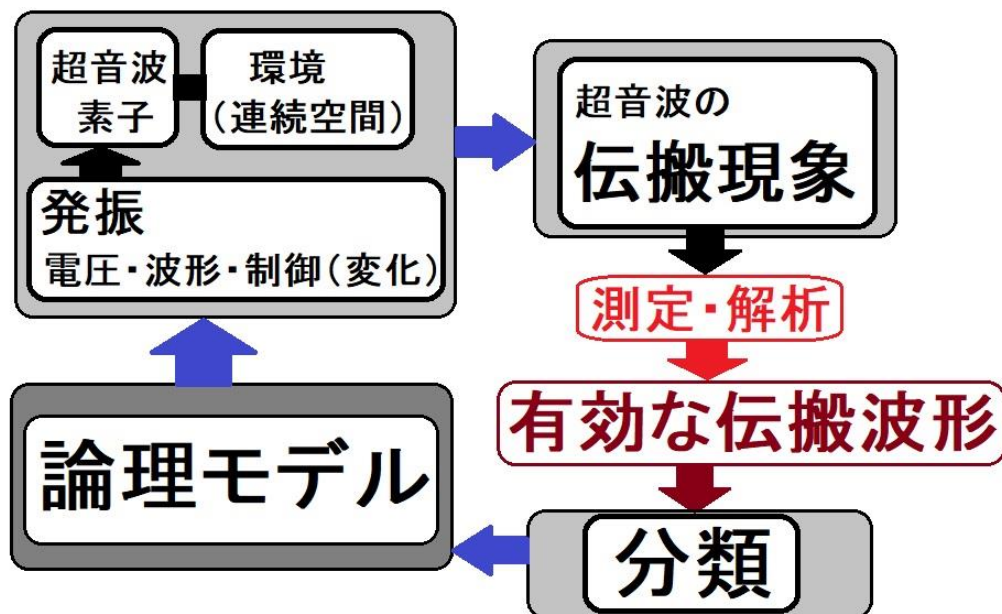 超音波
素子
環境
(連続空間)
発振
電圧・波形・制御(変化)
超音波の
伝搬現象
測定・解析
有効な伝搬波形
分類
論理モデル